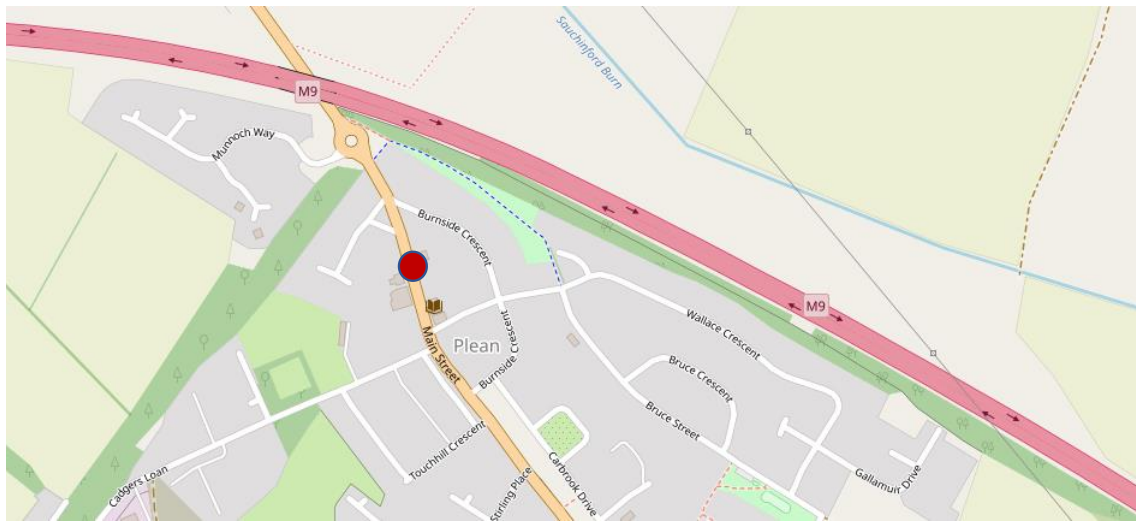 Sauchinford Burn
M9
Munnoch Way
Burnside Crescent
M9
Wallace Crescent
Main Street
Plean
Burnside Crescent
Bruce Crescent
Bruce Street
Touchhill Crescent
Cadgers Loan
Stirling Place
Carbrook Drive
Gallamuir Drive